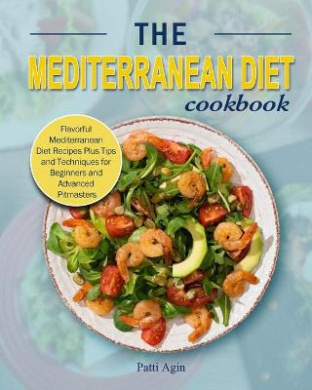 THE
MEDITERRANEAN DIET
cookbook
Flavorful
Mediterranean
Diet Recipes Plus Tips
and Techniques for
Beginners and
Advanced
Pitmasters
Patti Agin